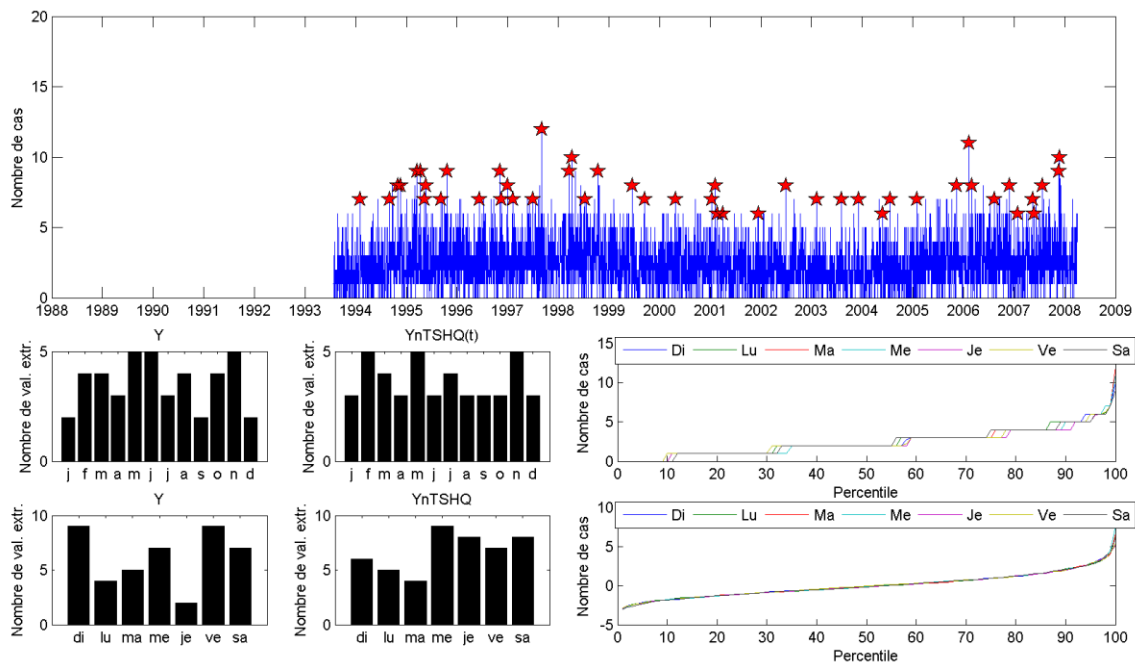 20
15
10
5
0
Nombre de cas
1988 1989 1990 1991 1992 1993 1994 1995 1996 1997 1998 1999 2000 2001 2002 2003 2004 2005 2006 2007 2008 2009
Y
5
0
Nombre de val. extr.
j f m a m j j a s o n d
YnTSHQ(t)
5
0
Nombre de val. extr.
j f m a m j j a s o n d
15
10
5
0
Nombre de cas
Di Lu Ma Me Je Ve Sa
0 10 20 30 40 50 60 70 80 90 100
Percentile
Y
10
5
0
Nombre de val. extr.
di lu ma me je ve sa
YnTSHQ
10
5
0
Nombre de val. extr.
di lu ma me je ve sa
10
5
0
-5
Nombre de cas
Di Lu Ma Me Je Ve Sa
10 20 30 40 50 60 70 80 90 100
Percentile